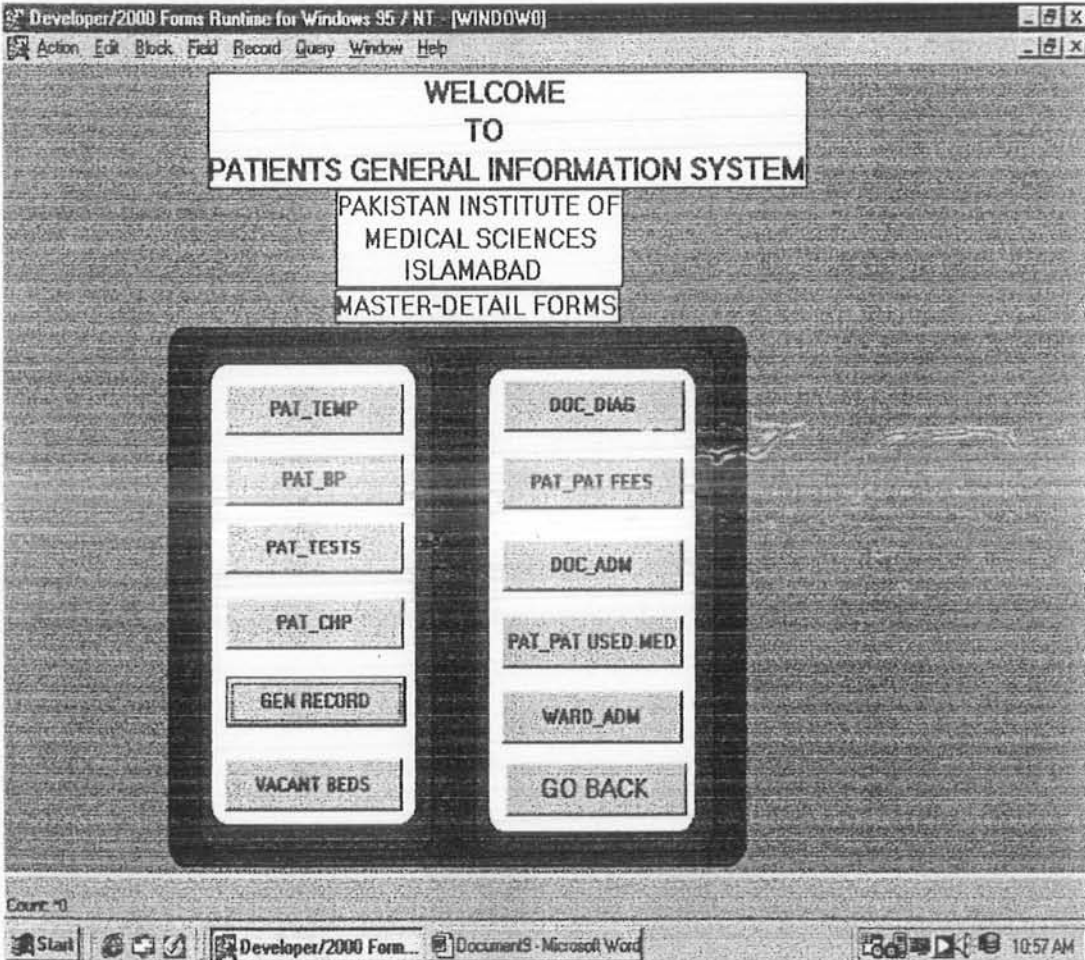 Developer/2000 Forms Runtime for Windows 95 / NT - [WINDOW0]
Action Edit Block Field Record Query Window Help
WELCOME
TO
PATIENTS GENERAL INFORMATION SYSTEM
PAKISTAN INSTITUTE OF
MEDICAL SCIENCES
ISLAMABAD
MASTER-DETAIL FORMS
PAT_TEMP
PAT_BP
PAT_TESTS
PAT_CHP
GEN RECORD
VACANT BEDS
DOC_DIAG
PAT_PAT FEES
DOC_ADM
PAT_PAT USED MED
WARD_ADM
GO BACK
Count: *0
Start
Developer/2000 Form...
Document9 - Microsoft Word
10:57 AM